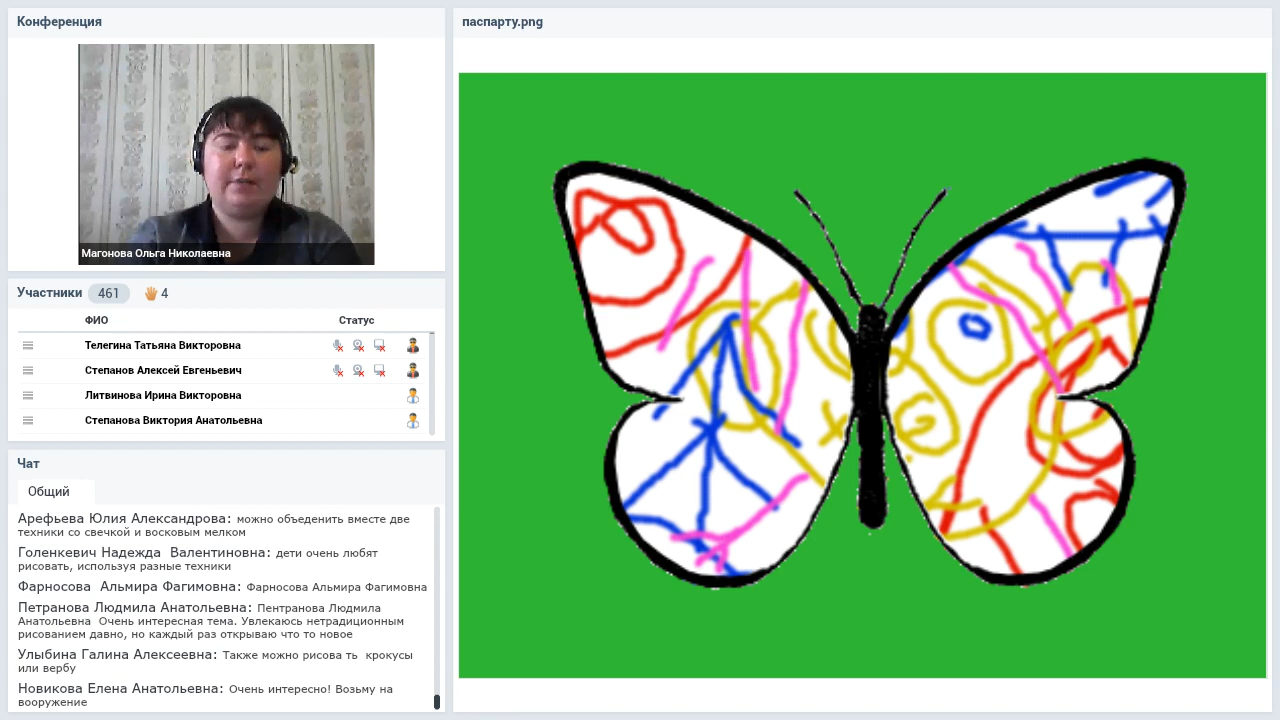 Конференция
Магонова Ольга Николаевна
Участники 461 4
ФИО Статус
Телегина Татьяна Викторовна
Степанов Алексей Евгеньевич
Литвинова Ирина Викторовна
Степанова Виктория Анатольевна
Чат
Общий
Арефьева Юлия Александрова: можно объеденить вместе две
техники со свечкой и восковым мелком
Голенкевич Надежда Валентиновна: дети очень любят
рисовать, используя разные техники
Фарносова Альмира Фагимовна: Фарносова Альмира Фагимовна
Петранова Людмила Анатольевна: Пентранова Людмила
Анатольевна Очень интересная тема. Увлекаюсь нетрадиционным
рисованием давно, но каждый раз открываю что то новое
Улыбина Галина Алексеевна: Также можно рисова ть крокусы
или вербу
Новикова Елена Анатольевна: Очень интересно! Возьму на
вооружение
паспарту.png